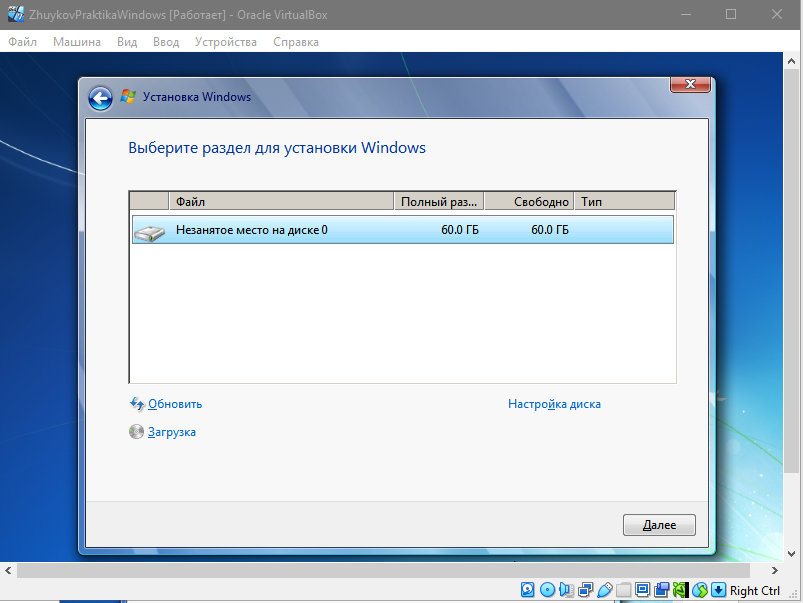 ZhuykovPraktikaWindows [Работает] - Oracle VirtualBox
Файл Машина Вид Ввод Устройства Справка
Установка Windows
Выберите раздел для установки Windows
Файл Полный раз... Свободно Тип
Незанятое место на диске 0 60.0 ГБ 60.0 ГБ
Обновить Настройка диска
Загрузка
Далее
Right Ctrl